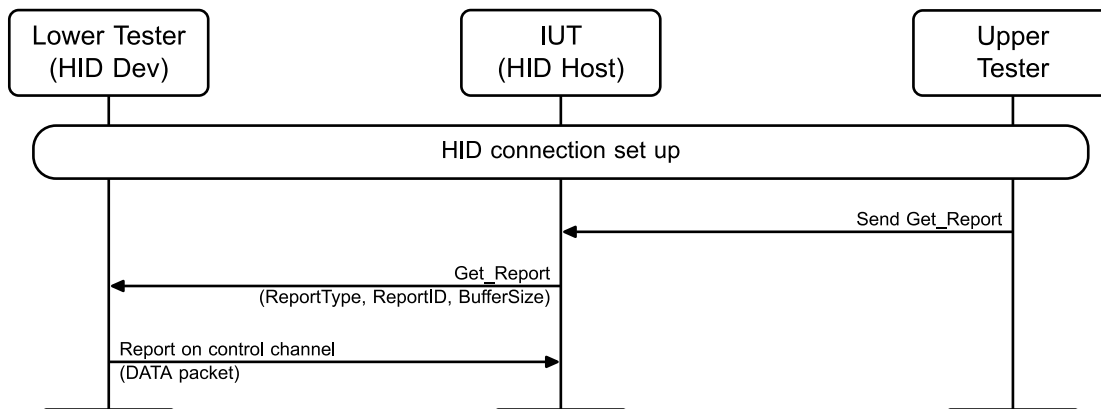 Lower Tester
(HID Dev)
IUT
(HID Host)
Upper
Tester
HID connection set up
Send Get_Report
Get_Report
(ReportType, ReportID, BufferSize)
Report on control channel
(DATA packet)